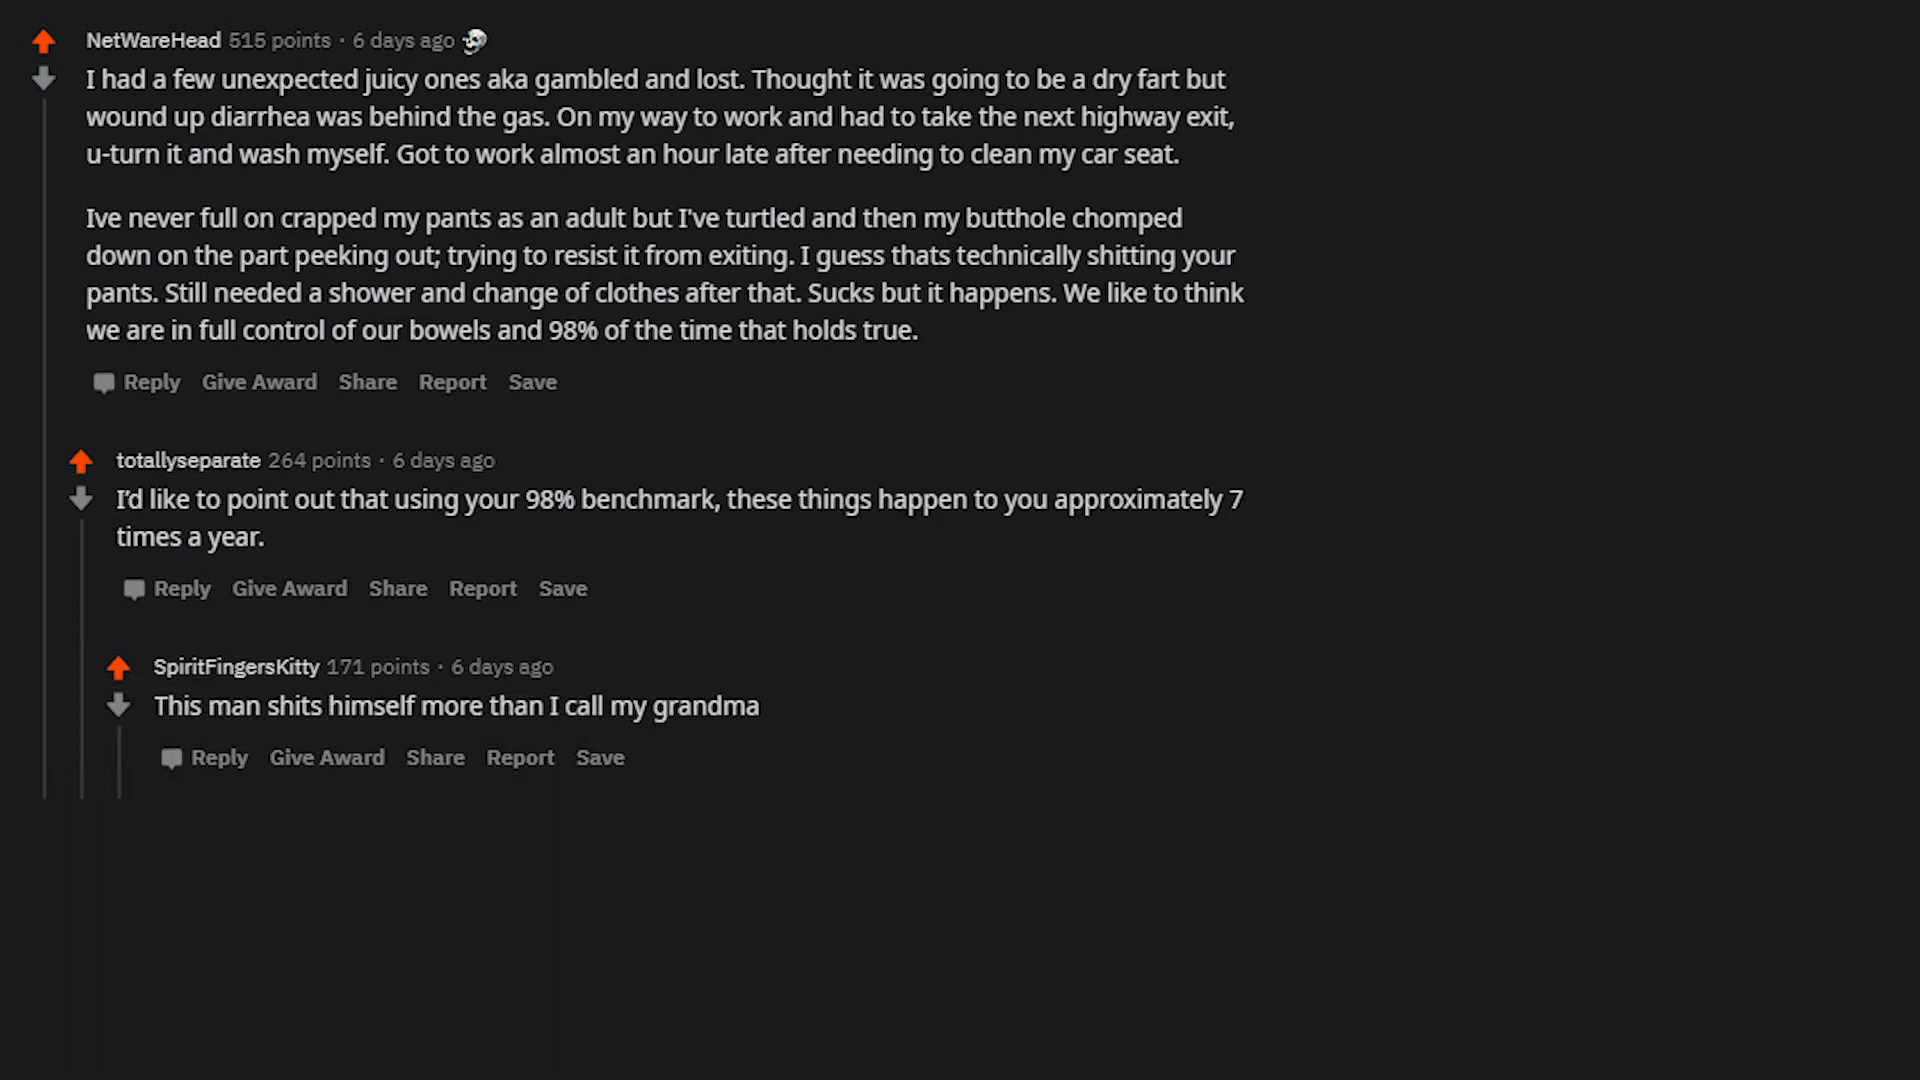 NetWareHead 515 points · 6 days ago
I had a few unexpected juicy ones aka gambled and lost. Thought it was going to be a dry fart but
wound up diarrhea was behind the gas. On my way to work and had to take the next highway exit,
u-turn it and wash myself. Got to work almost an hour late after needing to clean my car seat.
Ive never full on crapped my pants as an adult but I've turtled and then my butthole chomped
down on the part peeking out; trying to resist it from exiting. I guess thats technically shitting your
pants. Still needed a shower and change of clothes after that. Sucks but it happens. We like to think
we are in full control of our bowels and 98% of the time that holds true.
Reply Give Award Share Report Save
totallyseparate 264 points · 6 days ago
I’d like to point out that using your 98% benchmark, these things happen to you approximately 7
times a year.
Reply Give Award Share Report Save
SpiritFingersKitty 171 points · 6 days ago
This man shits himself more than I call my grandma
Reply Give Award Share Report Save